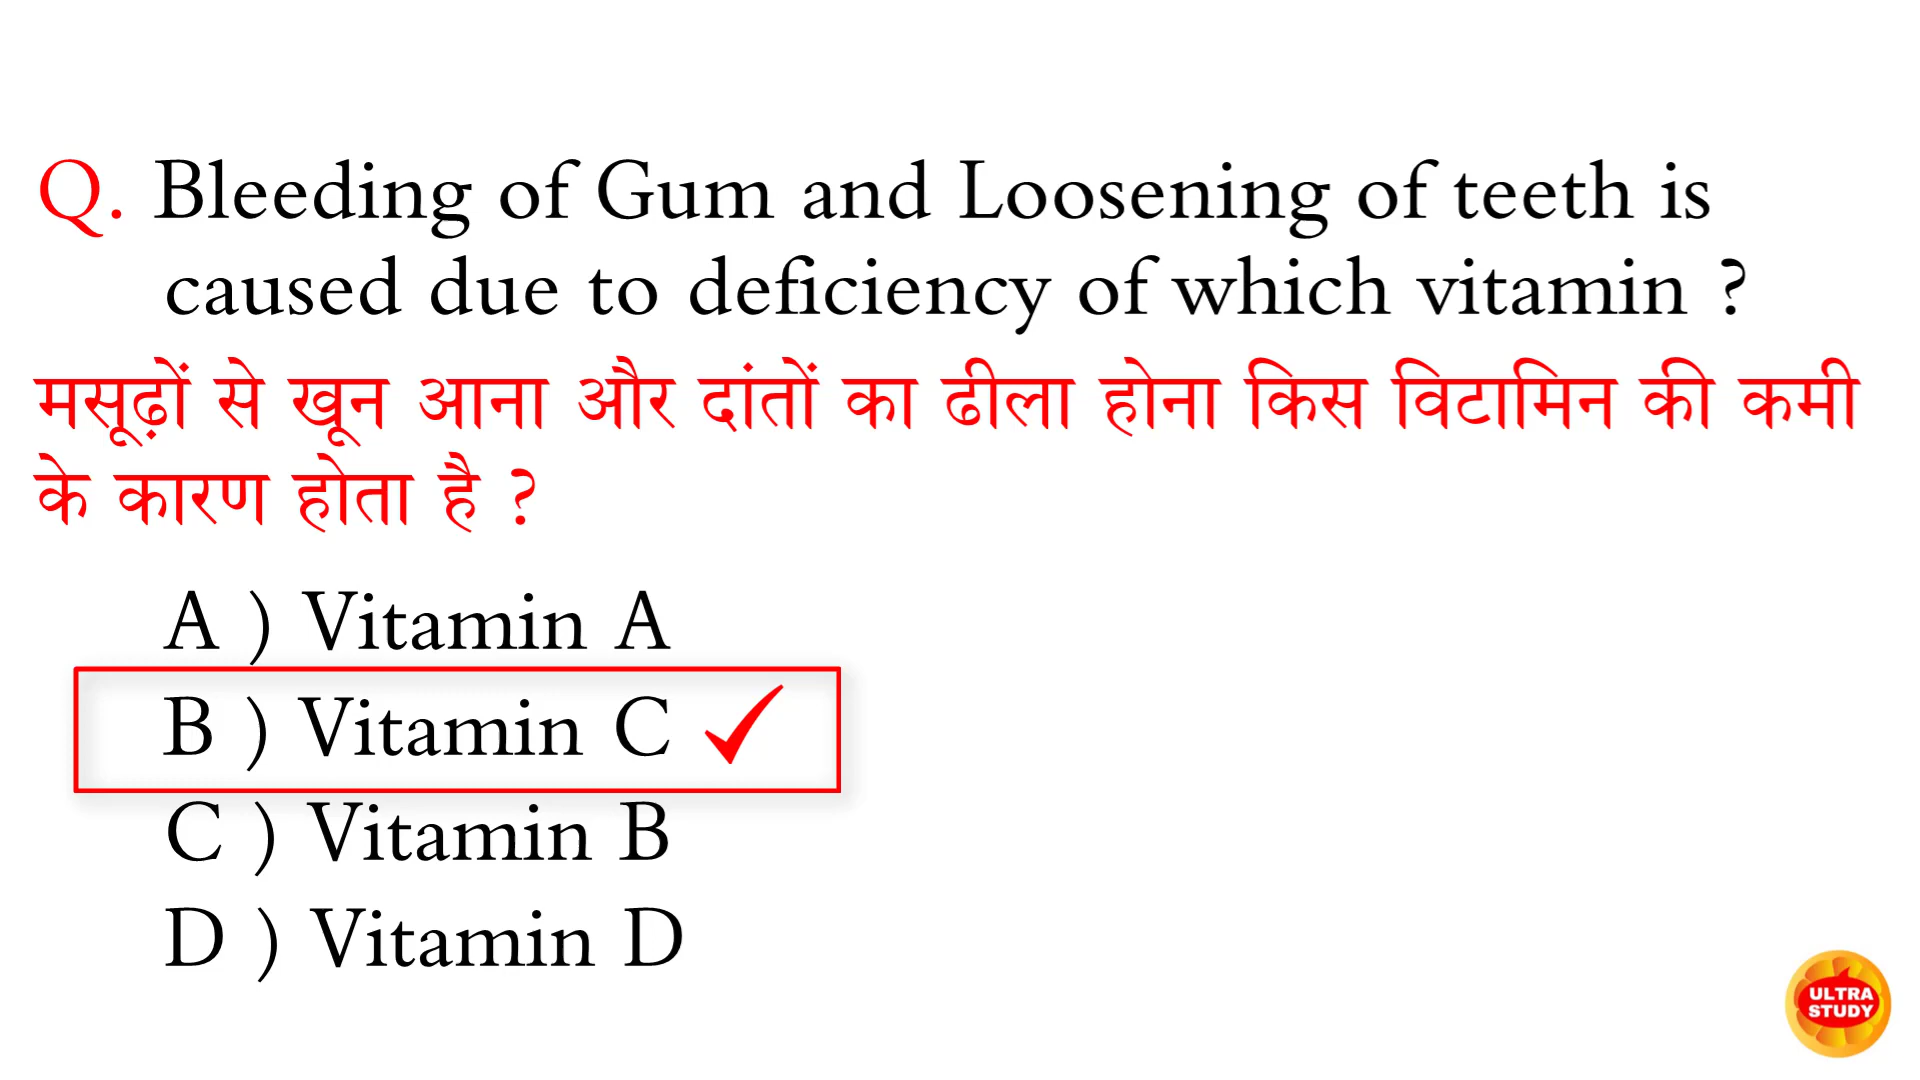 Q. Bleeding of Gum and Loosening of teeth is
caused due to deficiency of which vitamin ?
मसूढ़ों से खून आना और दांतों का ढीला होना किस विटामिन की कमी
के कारण होता है ?
A ) Vitamin A
B ) Vitamin C
C ) Vitamin B
D ) Vitamin D
ULTRA
STUDY